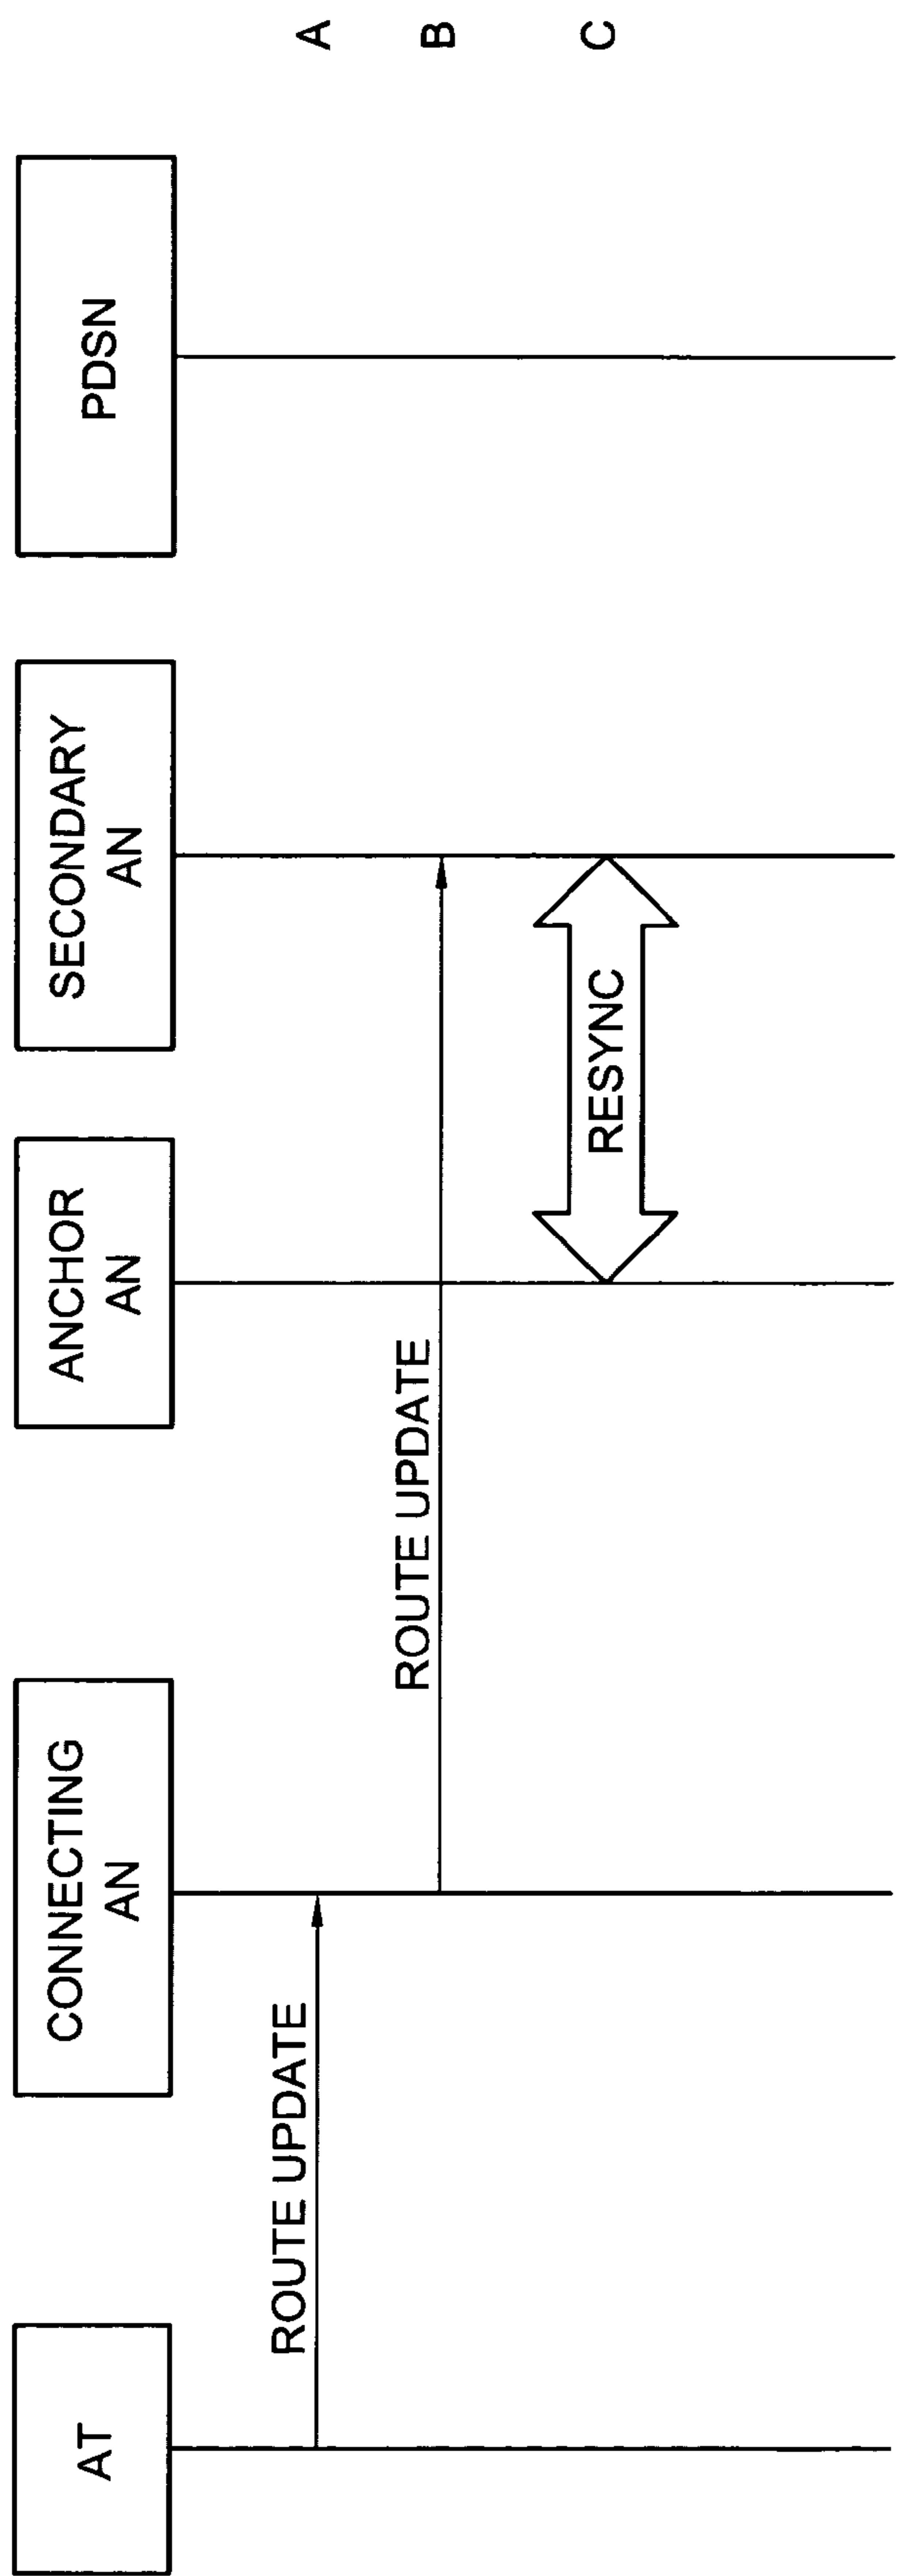 AT
CONNECTING
AN
ANCHOR
AN
SECONDARY
AN
PDSN
ROUTE UPDATE
A
ROUTE UPDATE
B
RESYNC
C